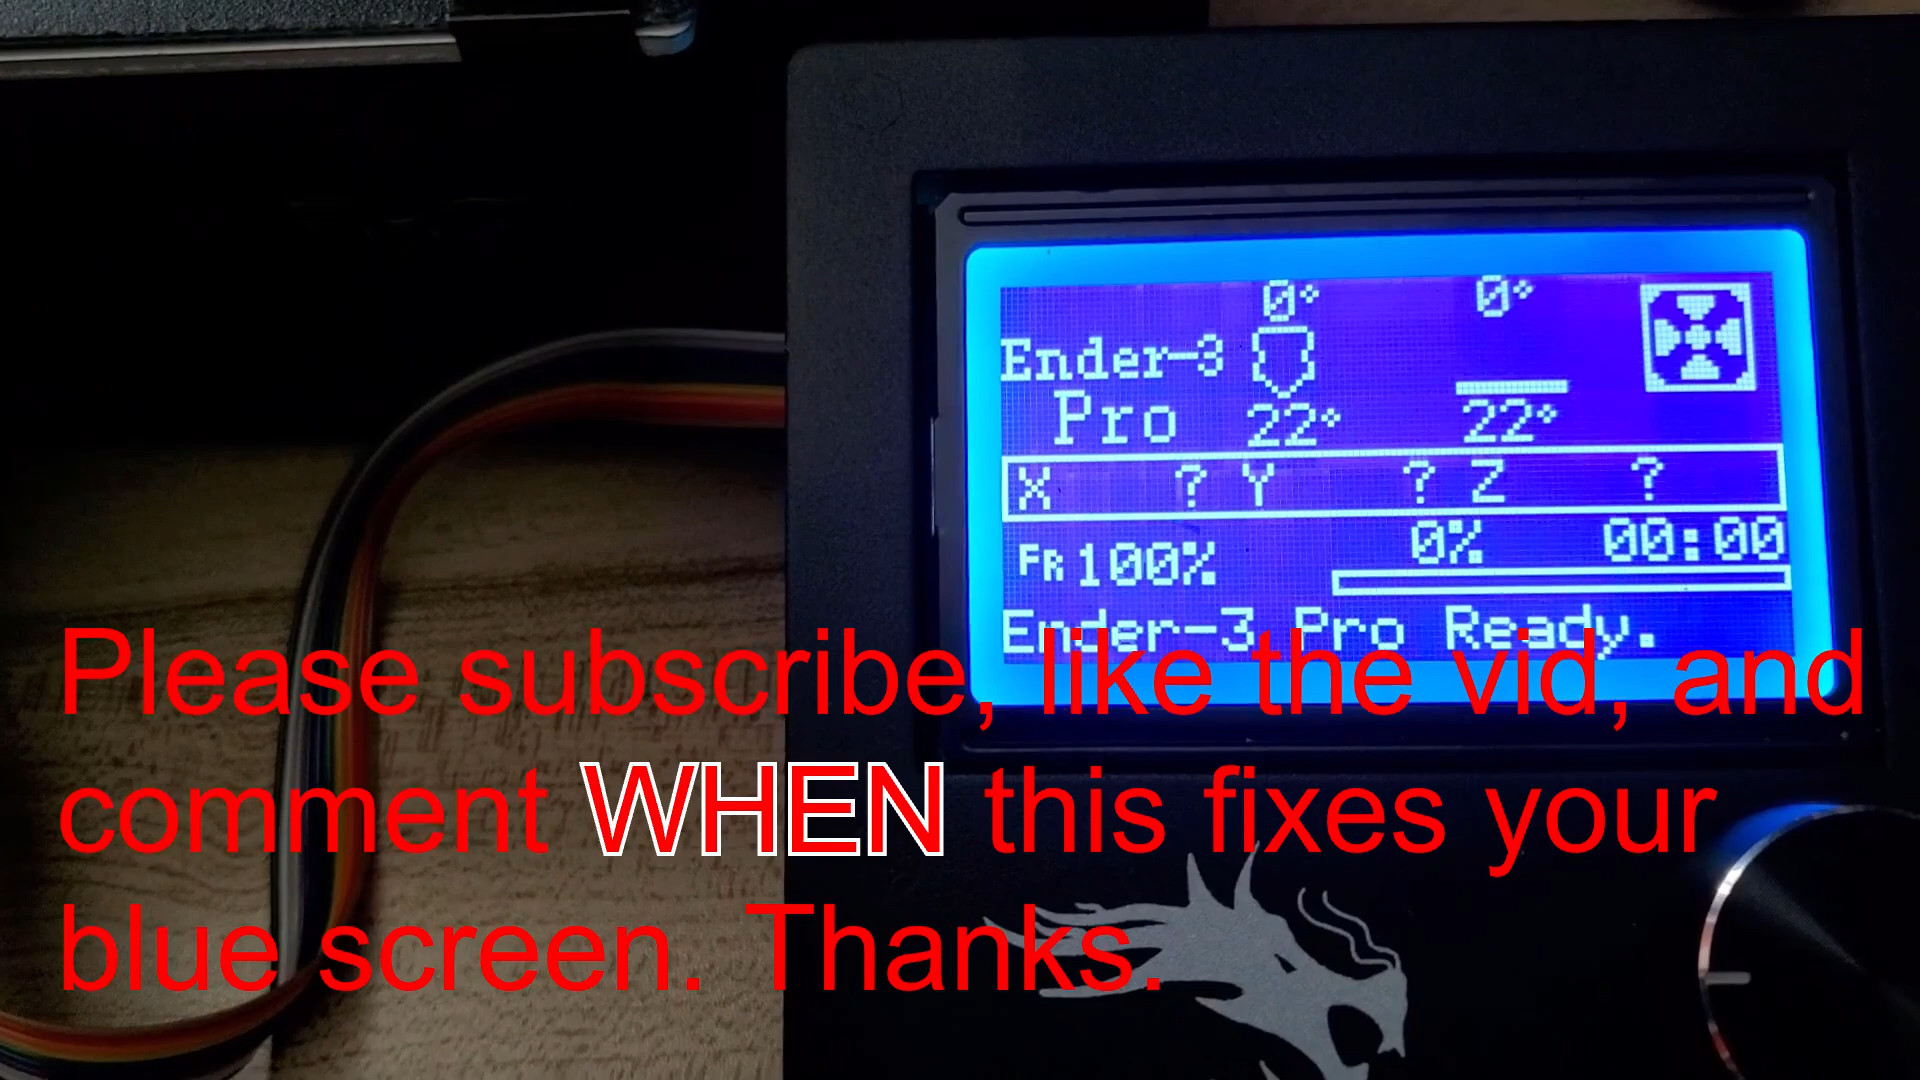 0° 0°
Ender-3
Pro 22° 22°
X ? Y ? Z ?
FR 100% 0% 00:00
Ender-3 Pro Ready.
Please subscribe, like the vid, and
comment WHEN this fixes your
blue screen. Thanks.